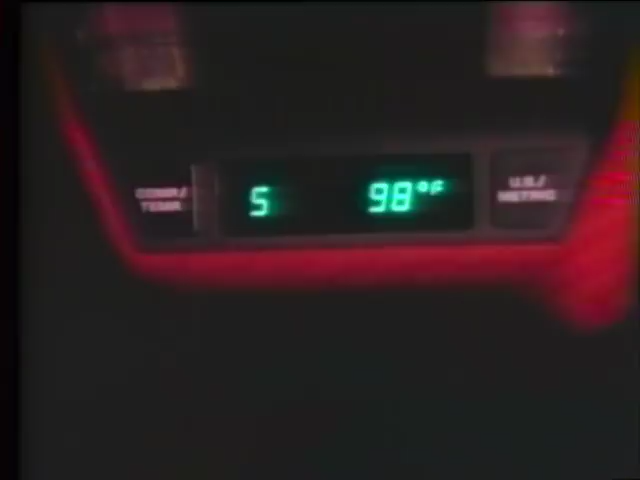 COMP/
TEMP
S
98°F
U.S./
METRIC